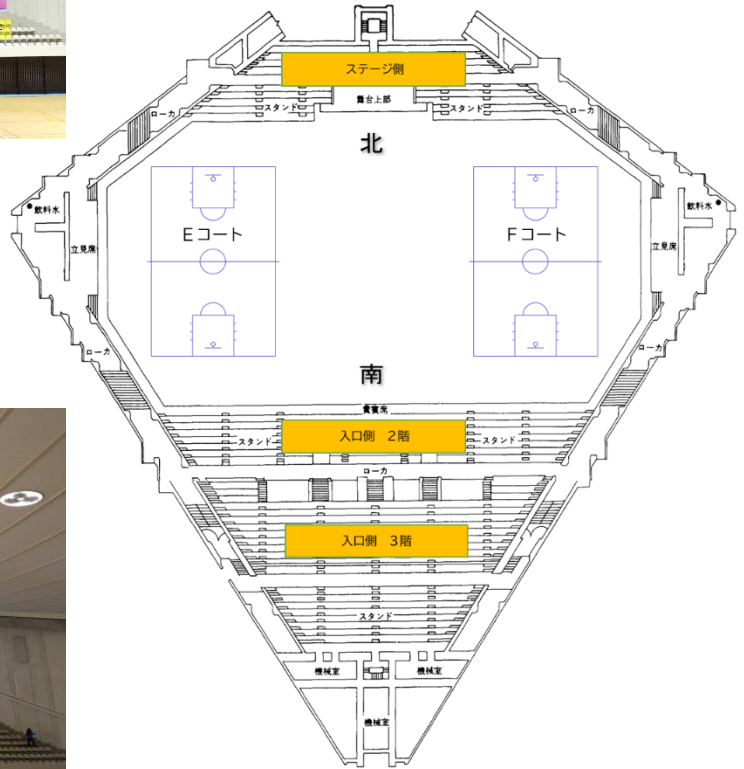 ステージ側
舞台上部
スタンド
スタンド
ローカ
ローカ
北
飲料水
飲料水
Eコート
Fコート
立見席
立見席
ローカ
ローカ
南
貴賓席
入口側 2階
スタンド
スタンド
ローカ
入口側 3階
スタンド
機械室
機械室
機械室